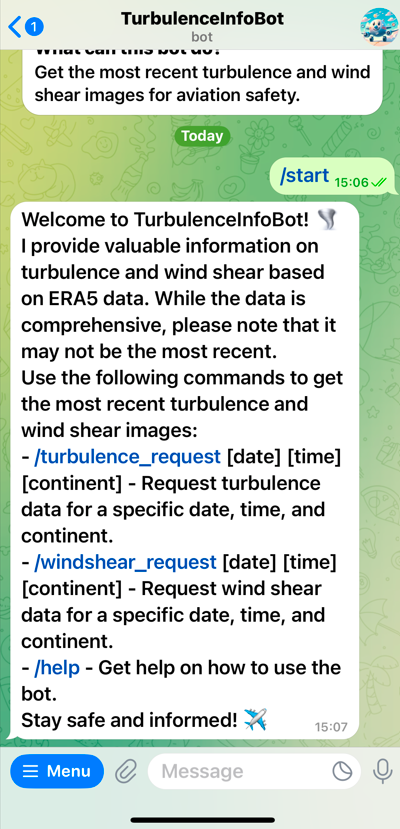 1
TurbulenceInfoBot
bot
What can this bot do?
Get the most recent turbulence and wind
shear images for aviation safety.
Today
/start 15:06
Welcome to TurbulenceInfoBot! 🌪️
I provide valuable information on
turbulence and wind shear based
on ERA5 data. While the data is
comprehensive, please note that it
may not be the most recent.
Use the following commands to get
the most recent turbulence and
wind shear images:
- /turbulence_request [date] [time]
[continent] - Request turbulence
data for a specific date, time, and
continent.
- /windshear_request [date] [time]
[continent] - Request wind shear
data for a specific date, time, and
continent.
- /help - Get help on how to use the
bot.
Stay safe and informed! ✈️ 15:07
Menu
Message